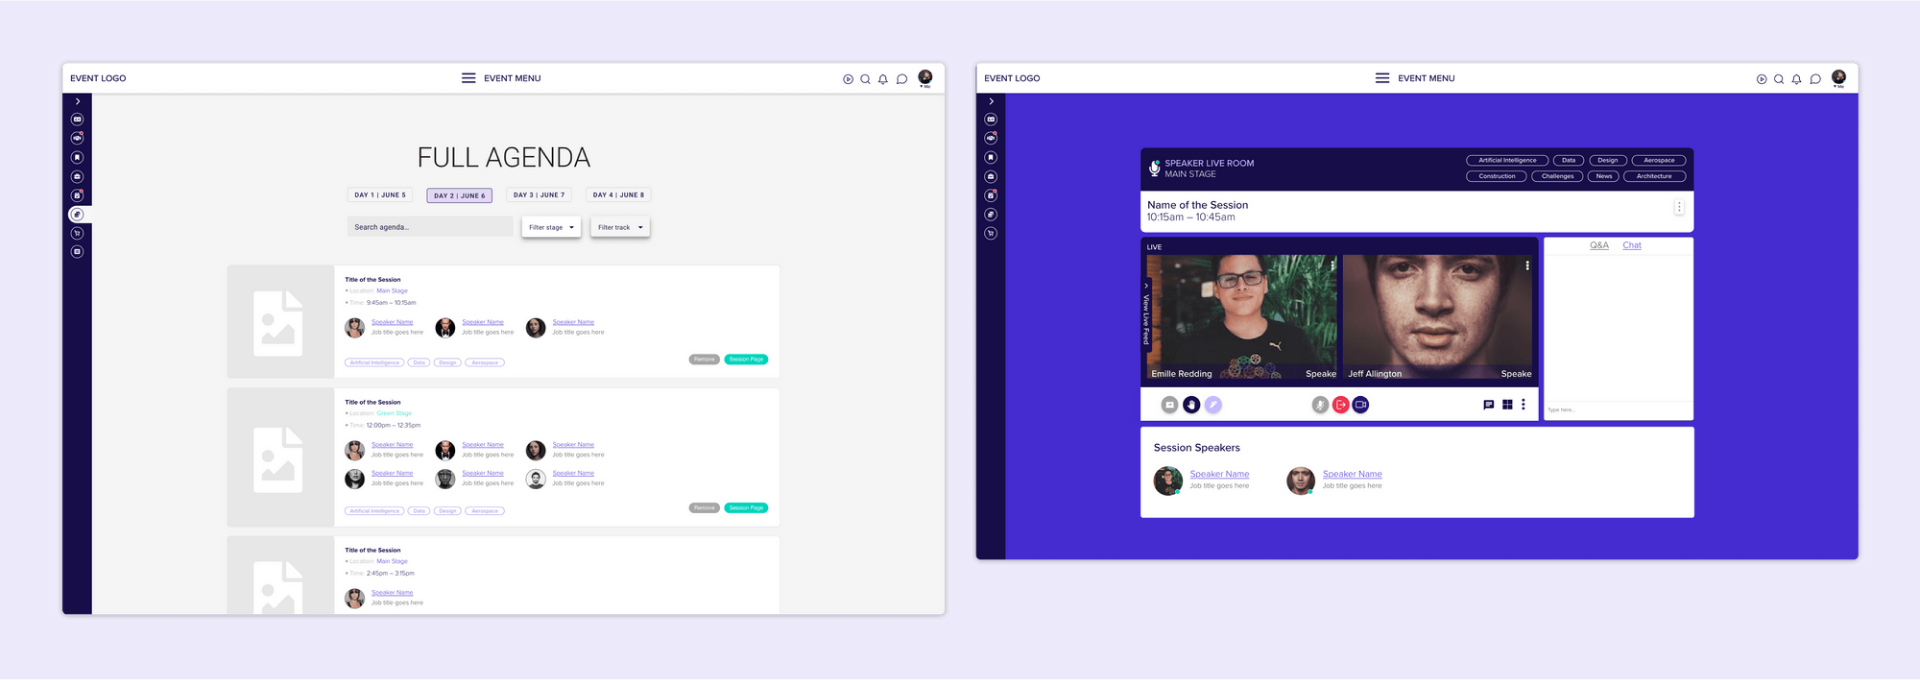 EVENT LOGO
EVENT MENU
Me
FULL AGENDA
DAY 1 | JUNE 5
DAY 2 | JUNE 6
DAY 3 | JUNE 7
DAY 4 | JUNE 8
Search agenda...
Filter stage
Filter track
Title of the Session
• Location: Main Stage
• Time: 9:45am – 10:15am
Speaker Name
Job title goes here
Speaker Name
Job title goes here
Speaker Name
Job title goes here
Artificial Intelligence
Data
Design
Aerospace
Remove
Session Page
Title of the Session
• Location: Green Stage
• Time: 12:00pm – 12:35pm
Speaker Name
Job title goes here
Speaker Name
Job title goes here
Speaker Name
Job title goes here
Speaker Name
Job title goes here
Speaker Name
Job title goes here
Speaker Name
Job title goes here
Artificial Intelligence
Data
Design
Aerospace
Remove
Session Page
Title of the Session
• Location: Main Stage
• Time: 2:45pm – 3:15pm
Speaker Name
Job title goes here
EVENT LOGO
EVENT MENU
Me
SPEAKER LIVE ROOM
MAIN STAGE
Artificial Intelligence
Data
Design
Aerospace
Construction
Challenges
News
Architecture
Name of the Session
10:15am – 10:45am
LIVE
View Live Feed
Emille Redding
Speake
Jeff Allington
Speake
Q&A
Chat
Type here...
Session Speakers
Speaker Name
Job title goes here
Speaker Name
Job title goes here